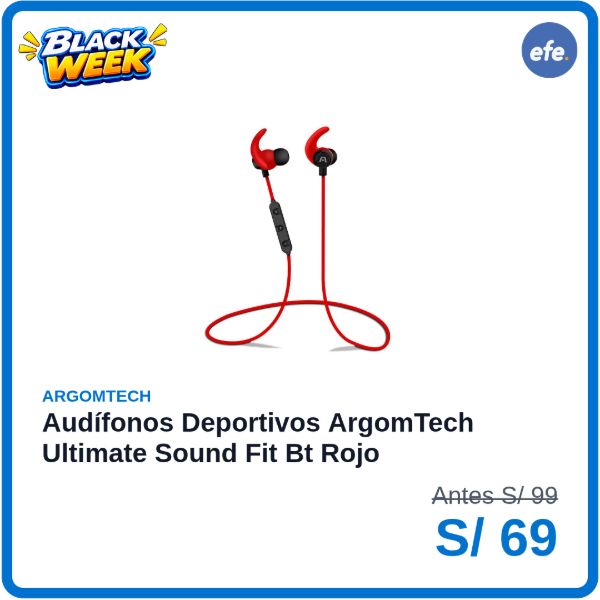 BLACK
WEEK
efe.
ARGOMTECH
Audífonos Deportivos ArgomTech
Ultimate Sound Fit Bt Rojo
Antes S/ 99
S/ 69